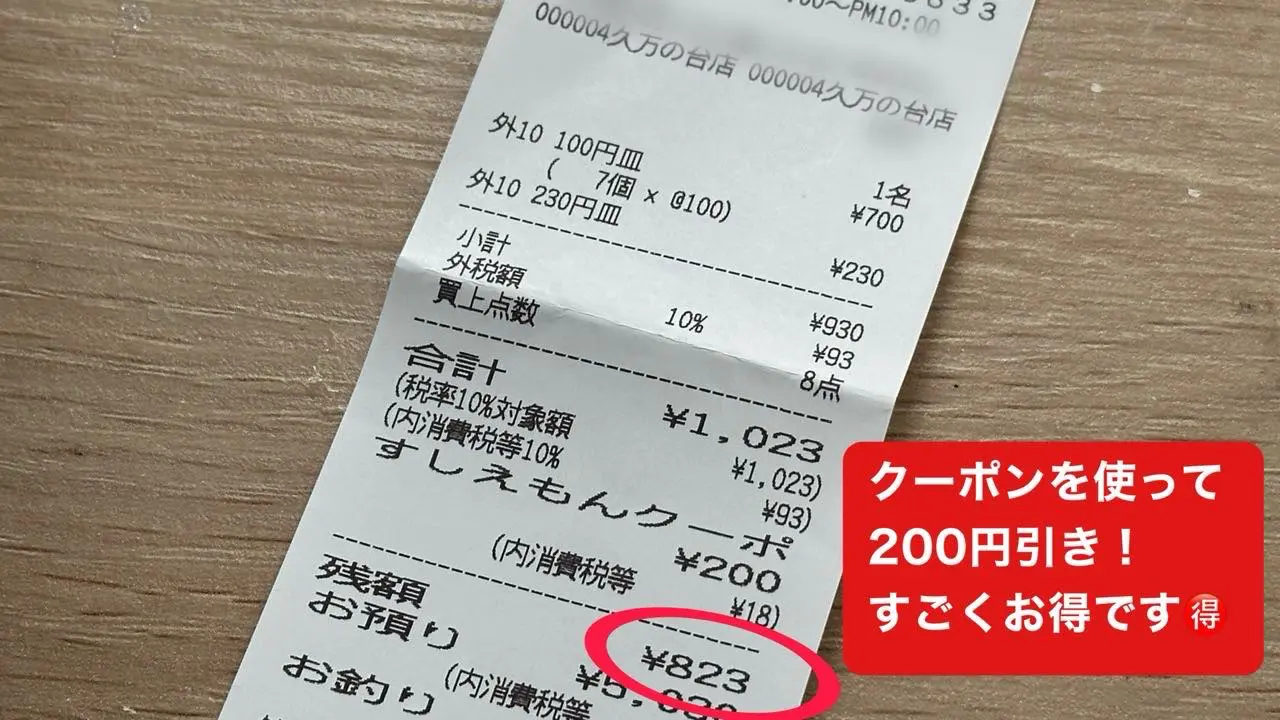 833
00～PM10:00
000004久万の台店 000004久万の台店
1名
外10 100円皿
( 7個 x @100) ¥700
外10 230円皿 ¥230
小計 ¥930
外税額 10% ¥93
買上点数 8点
合計 ¥1,023
(税率10%対象額 ¥1,023)
(内消費税等10% ¥93)
すしえもんクーポ
¥200
(内消費税等 ¥18)
残額 ¥823
お預り
(内消費税等
お釣り
クーポンを使って
200円引き！
すごくお得です🉐